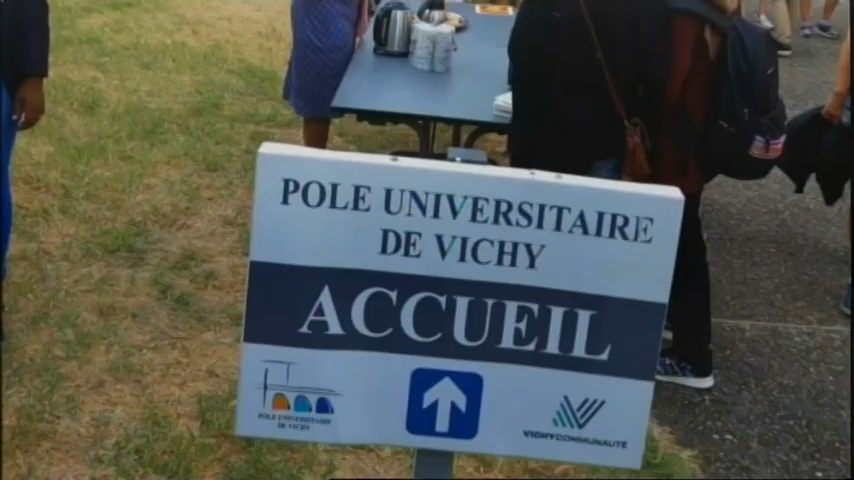 POLE UNIVERSITAIRE
DE VICHY
ACCUEIL
POLE UNIVERSITAIRE
DE VICHY
VICHYCOMMUNAUTÉ